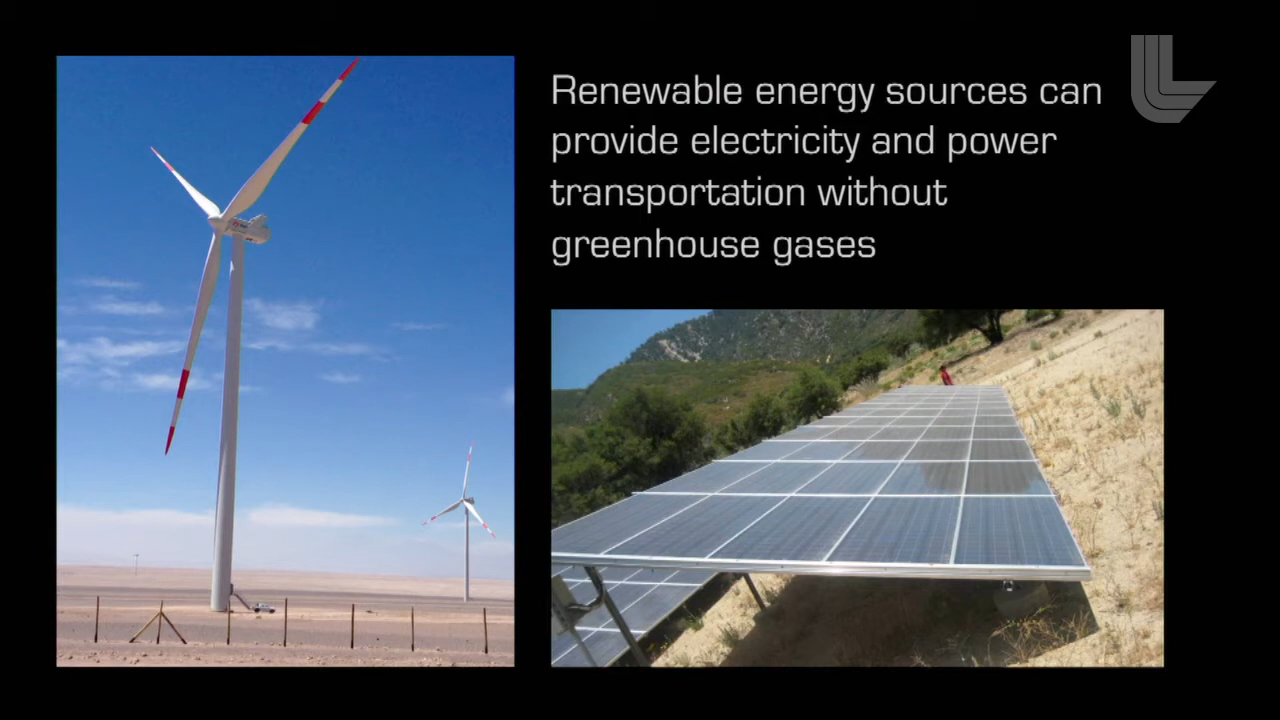 Renewable energy sources can
provide electricity and power
transportation without
greenhouse gases